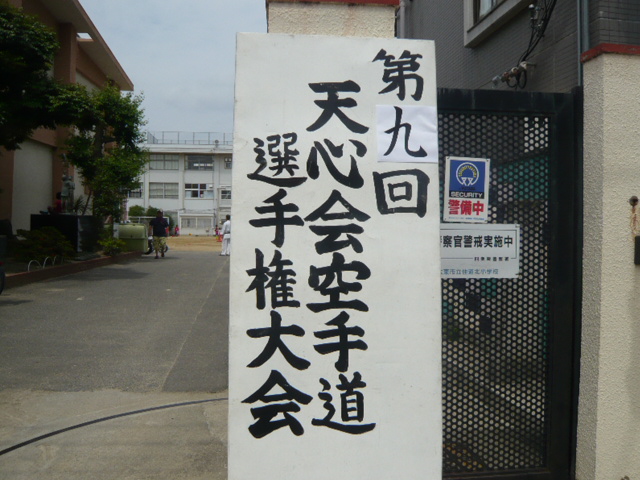 第九回
天心会空手道
選手権大会
SECURITY
警備中
警察官警戒実施中